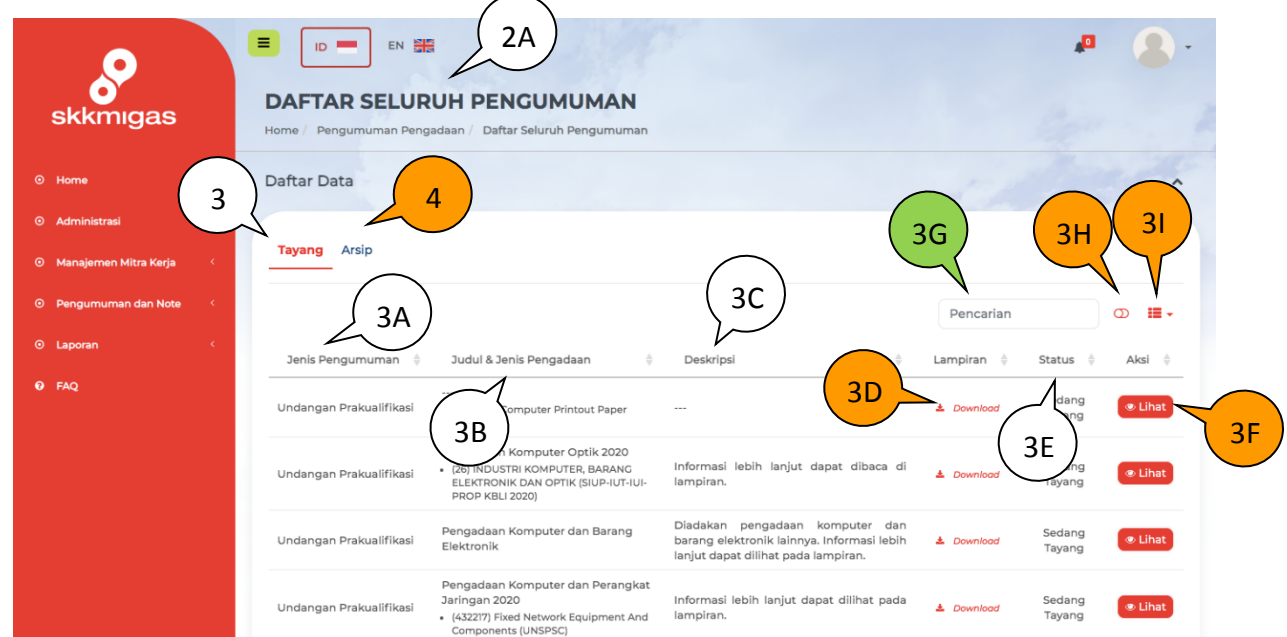 skkmigas
ID
EN
2A
0
DAFTAR SELURUH PENGUMUMAN
Home / Pengumuman Pengadaan / Daftar Seluruh Pengumuman
Home
Administrasi
Manajemen Mitra Kerja
Pengumuman dan Note
Laporan
FAQ
Daftar Data
3
4
Tayang Arsip
3G
3H
3I
Pencarian
3A
3C
Jenis Pengumuman
Judul & Jenis Pengadaan
Deskripsi
Lampiran
Status
Aksi
3B
3D
3E
3F
Undangan Prakualifikasi
Computer Printout Paper
---
Download
Lihat
Undangan Prakualifikasi
Komputer Optik 2020
• (26) INDUSTRI KOMPUTER, BARANG
ELEKTRONIK DAN OPTIK (SIUP-IUT-IUI-
PROP KBLI 2020)
Informasi lebih lanjut dapat dibaca di
lampiran.
Download
Tayang
Lihat
Undangan Prakualifikasi
Pengadaan Komputer dan Barang
Elektronik
Diadakan pengadaan komputer dan
barang elektronik lainnya. Informasi lebih
lanjut dapat dilihat pada lampiran.
Download
Sedang
Tayang
Lihat
Undangan Prakualifikasi
Pengadaan Komputer dan Perangkat
Jaringan 2020
• (432217) Fixed Network Equipment And
Components (UNSPSC)
Informasi lebih lanjut dapat dilihat pada
lampiran.
Download
Sedang
Tayang
Lihat